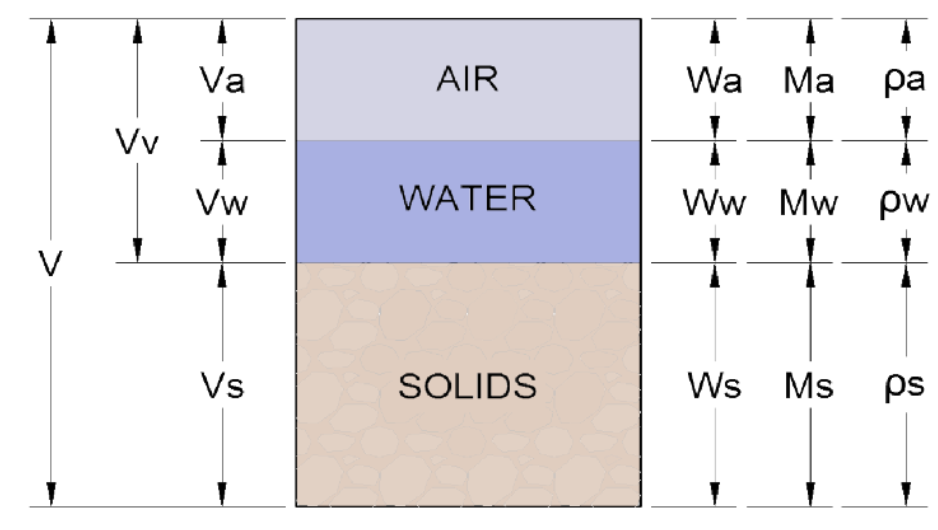 Va AIR Wa Ma ρa
Vv
Vw WATER Ww Mw ρw
V
Vs SOLIDS Ws Ms ρs